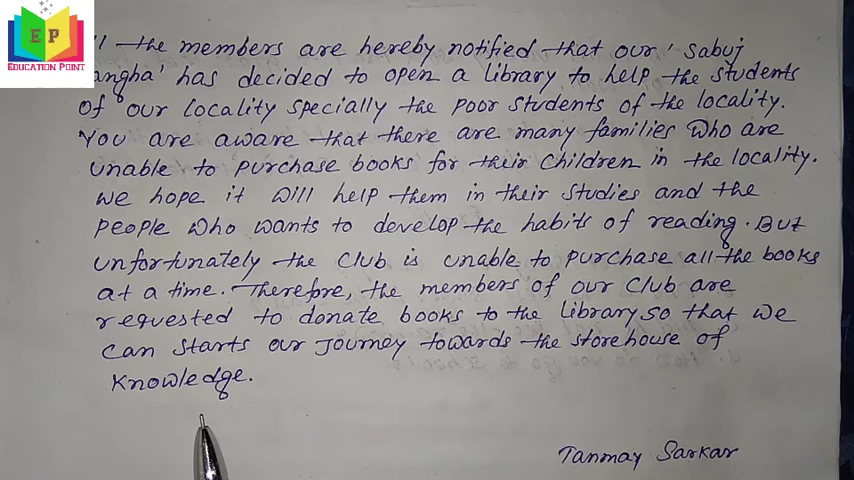 EP
EDUCATION POINT
the members are hereby notified that our 'Sabuj
angha' has decided to open a library to help the students
of our locality specially the poor students of the locality.
You are aware that there are many families who are
unable to purchase books for their children in the locality.
we hope it will help them in their studies and the
people who wants to develop the habits of reading. But
unfortunately the club is unable to purchase all the books
at a time. Therefore, the members of our club are
requested to donate books to the library so that we
can starts our journey towards the storehouse of
knowledge.
Tanmay Sarkar